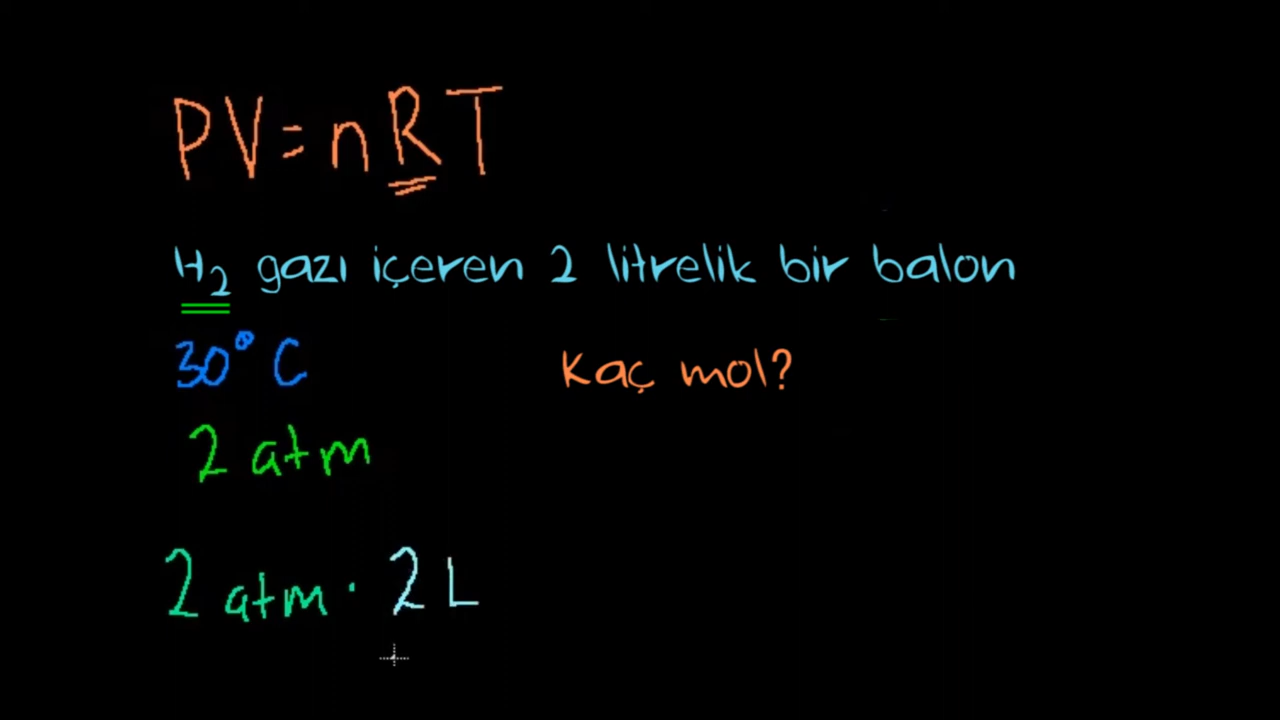 PV=nRT
H₂ gazı içeren 2 litrelik bir balon
30° C
Kaç mol?
2 atm
2 atm · 2 L